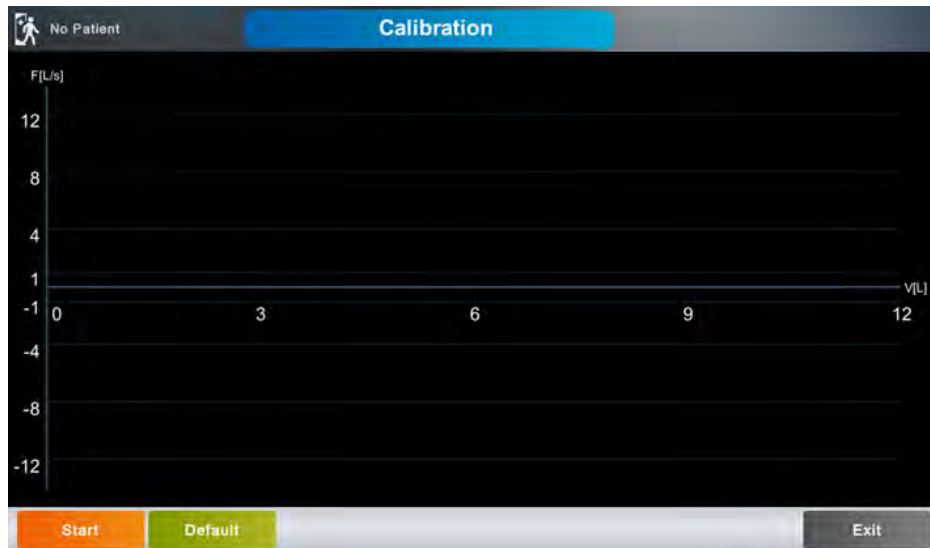 No Patient
Calibration
F[L/s]
12
8
4
1
V[L]
-1
0 3 6 9 12
-4
-8
-12
Start Default Exit